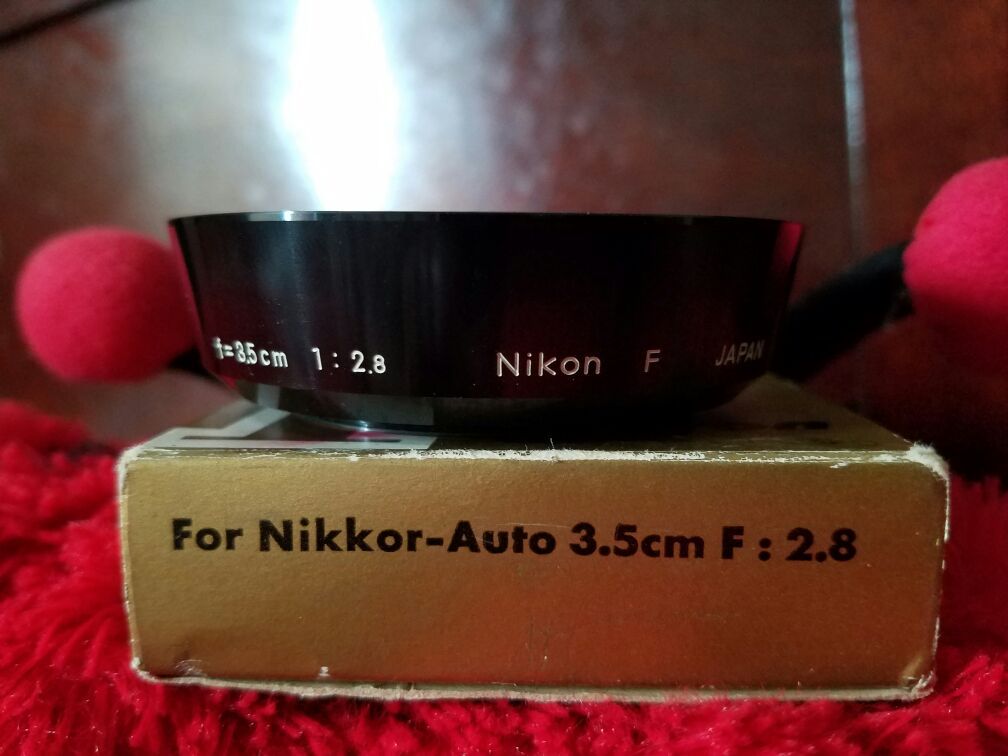 f=3.5cm 1:2.8 Nikon F JAPAN
For Nikkor-Auto 3.5cm F:2.8